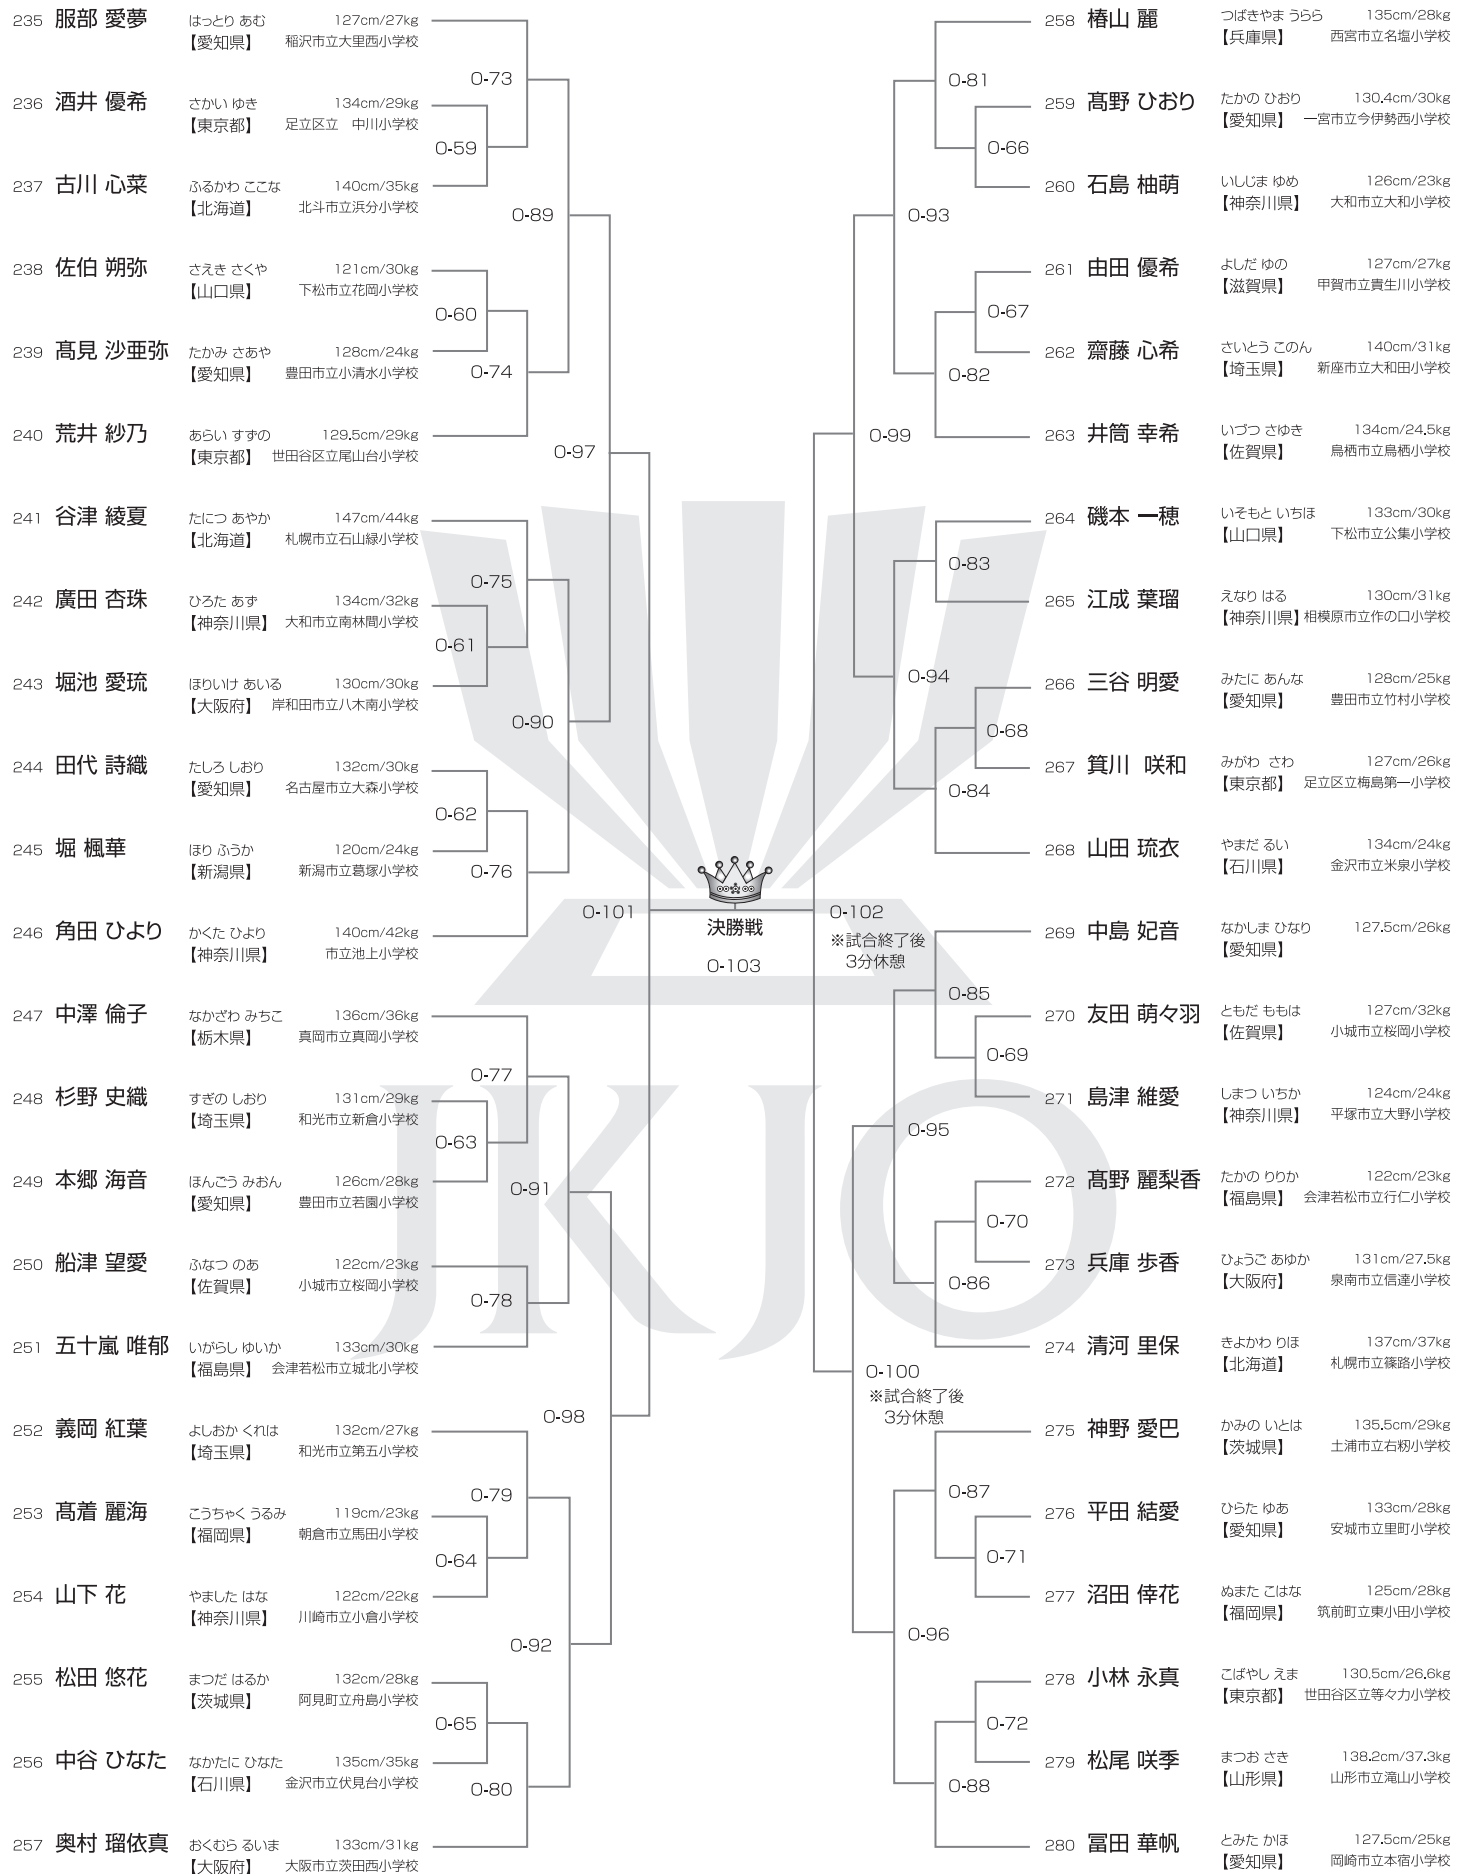 235 服部 愛夢 はっとり あむ 127cm/27kg
【愛知県】 稲沢市立大里西小学校
0-73
236 酒井 優希 さかい ゆき 134cm/29kg
【東京都】 足立区立 中川小学校
0-59
237 古川 心菜 ふるかわ ここな 140cm/35kg
【北海道】 北斗市立浜分小学校
0-89
238 佐伯 朔弥 さえき さくや 121cm/30kg
【山口県】 下松市立花岡小学校
0-60
239 髙見 沙亜弥 たかみ さあや 128cm/24kg
【愛知県】 豊田市立小清水小学校
0-74
240 荒井 紗乃 あらい すずの 129.5cm/29kg
【東京都】 世田谷区立尾山台小学校
0-97
241 谷津 綾夏 たにつ あやか 147cm/44kg
【北海道】 札幌市立石山緑小学校
0-75
242 廣田 杏珠 ひろた あず 134cm/32kg
【神奈川県】 大和市立南林間小学校
0-61
243 堀池 愛琉 ほりいけ あいる 130cm/30kg
【大阪府】 岸和田市立八木南小学校
0-90
244 田代 詩織 たしろ しおり 132cm/30kg
【愛知県】 名古屋市立大森小学校
0-62
245 堀 楓華 ほり ふうか 120cm/24kg
【新潟県】 新潟市立葛塚小学校
0-76
0-101
246 角田 ひより かくた ひより 140cm/42kg
【神奈川県】 市立池上小学校
247 中澤 倫子 なかざわ みちこ 136cm/36kg
【栃木県】 真岡市立真岡小学校
0-77
248 杉野 史織 すぎの しおり 131cm/29kg
【埼玉県】 和光市立新倉小学校
0-63
249 本郷 海音 ほんごう みおん 126cm/28kg
【愛知県】 豊田市立若園小学校
0-91
250 船津 望愛 ふなつ のあ 122cm/23kg
【佐賀県】 小城市立桜岡小学校
0-78
251 五十嵐 唯郁 いがらし ゆいか 133cm/30kg
【福島県】 会津若松市立城北小学校
0-98
252 義岡 紅葉 よしおか くれは 132cm/27kg
【埼玉県】 和光市立第五小学校
0-79
253 髙着 麗海 こうちゃく うるみ 119cm/23kg
【福岡県】 朝倉市立馬田小学校
0-64
254 山下 花 やました はな 122cm/22kg
【神奈川県】 川崎市立小倉小学校
0-92
255 松田 悠花 まつだ はるか 132cm/28kg
【茨城県】 阿見町立舟島小学校
0-65
256 中谷 ひなた なかたに ひなた 135cm/35kg
【石川県】 金沢市立伏見台小学校
0-80
257 奥村 瑠依真 おくむら るいま 133cm/31kg
【大阪府】 大阪市立茨田西小学校
決勝戦
0-103
JKJO
258 椿山 麗 つばきやま うらら 135cm/28kg
【兵庫県】 西宮市立名塩小学校
0-81
259 髙野 ひおり たかの ひおり 130.4cm/30kg
【愛知県】 一宮市立今伊勢西小学校
0-66
260 石島 柚萌 いしじま ゆめ 126cm/23kg
【神奈川県】 大和市立大和小学校
0-93
261 由田 優希 よしだ ゆの 127cm/27kg
【滋賀県】 甲賀市立貴生川小学校
0-67
262 齋藤 心希 さいとう このん 140cm/31kg
【埼玉県】 新座市立大和田小学校
0-82
263 井筒 幸希 いづつ さゆき 134cm/24.5kg
【佐賀県】 鳥栖市立鳥栖小学校
0-99
264 磯本 一穂 いそもと いちほ 133cm/30kg
【山口県】 下松市立公集小学校
0-83
265 江成 葉瑠 えなり はる 130cm/31kg
【神奈川県】 相模原市立作の口小学校
0-94
266 三谷 明愛 みたに あんな 128cm/25kg
【愛知県】 豊田市立竹村小学校
0-68
267 箕川 咲和 みがわ さわ 127cm/26kg
【東京都】 足立区立梅島第一小学校
0-84
268 山田 琉衣 やまだ るい 134cm/24kg
【石川県】 金沢市立米泉小学校
0-102
※試合終了後
3分休憩
269 中島 妃音 なかしま ひなり 127.5cm/26kg
【愛知県】
0-85
270 友田 萌々羽 ともだ ももは 127cm/32kg
【佐賀県】 小城市立桜岡小学校
0-69
271 島津 維愛 しまつ いちか 124cm/24kg
【神奈川県】 平塚市立大野小学校
0-95
272 髙野 麗梨香 たかの りりか 122cm/23kg
【福島県】 会津若松市立行仁小学校
0-70
273 兵庫 歩香 ひょうご あゆか 131cm/27.5kg
【大阪府】 泉南市立信達小学校
0-86
274 清河 里保 きよかわ りほ 137cm/37kg
【北海道】 札幌市立篠路小学校
0-100
※試合終了後
3分休憩
275 神野 愛巴 かみの いとは 135.5cm/29kg
【茨城県】 土浦市立右籾小学校
0-87
276 平田 結愛 ひらた ゆあ 133cm/28kg
【愛知県】 安城市立里町小学校
0-71
277 沼田 倖花 ぬまた こはな 125cm/28kg
【福岡県】 筑前町立東小田小学校
0-96
278 小林 永真 こばやし えま 130.5cm/26.6kg
【東京都】 世田谷区立等々力小学校
0-72
279 松尾 咲季 まつお さき 138.2cm/37.3kg
【山形県】 山形市立滝山小学校
0-88
280 冨田 華帆 とみた かほ 127.5cm/25kg
【愛知県】 岡崎市立本宿小学校